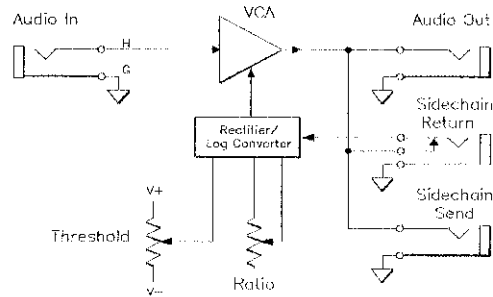 Audio In
VCA
Audio Out
H
G
Sidechain
Return
Rectifier/
Log Converter
V+
Threshold
V-
Ratio
Sidechain
Send